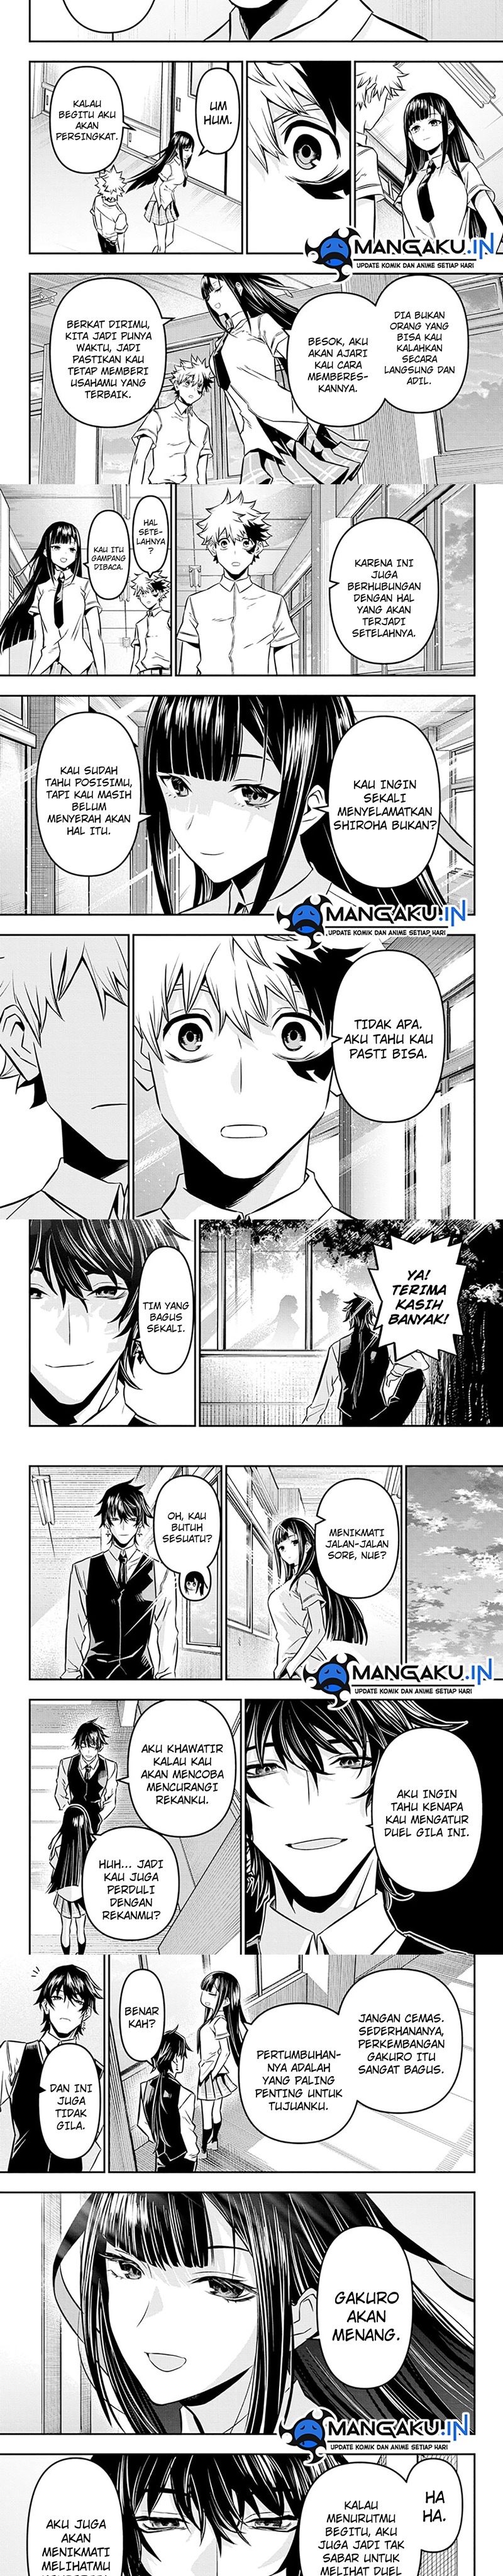 UM
HUM.
KALAU
BEGITU AKU
AKAN
PERSINGKAT.
MANGAKU.IN
UPDATE KOMIK DAN ANIME SETIAP HARI
DIA BUKAN
ORANG YANG
BISA KAU
KALAHKAN
SECARA
LANGSUNG DAN
ADIL.
BESOK, AKU
AKAN AJARI
KAU CARA
MEMBERES-
KANNYA.
BERKAT DIRIMU,
KITA JADI PUNYA
WAKTU, JADI
PASTIKAN KAU
TETAP MEMBERI
USAHAMU YANG
TERBAIK.
KARENA INI
JUGA
BERHUBUNGAN
DENGAN HAL
YANG AKAN
TERJADI
SETELAHNYA.
HAL
SETE-
LAHNYA
?
KAU ITU
GAMPANG
DIBACA.
KAU INGIN
SEKALI
MENYELAMATKAN
SHIROHA BUKAN?
KAU SUDAH
TAHU POSISIMU,
TAPI KAU MASIH
BELUM
MENYERAH AKAN
HAL ITU.
MANGAKU.IN
UPDATE KOMIK DAN ANIME SETIAP HARI
TIDAK APA.
AKU TAHU KAU
PASTI BISA.
YA!
TERIMA
KASIH
BANYAK!
TIM YANG
BAGUS
SEKALI.
MENIKMATI
JALAN-JALAN
SORE, NUE?
OH, KAU
BUTUH
SESUATU?
MANGAKU.IN
UPDATE KOMIK DAN ANIME SETIAP HARI
AKU INGIN
TAHU KENAPA
KAU MENGATUR
DUEL GILA INI.
AKU KHAWATIR
KALAU KAU
AKAN MENCOBA
MENCURANGI
REKANKU.
HUH... JADI
KAU JUGA
PERDULI
DENGAN
REKANMU?
JANGAN CEMAS.
SEDERHANANYA,
PERKEMBANGAN
GAKURO ITU
SANGAT BAGUS.
PERTUMBUHAN-
NYA ADALAH
YANG PALING
PENTING UNTUK
TUJUANKU.
BENAR
KAH?
DAN INI
JUGA
TIDAK
GILA.
GAKURO
AKAN
MENANG.
MANGAKU.IN
UPDATE KOMIK DAN ANIME SETIAP HARI
HA
HA.
KALAU
MENURUTMU
BEGITU, AKU
JUGA JADI TAK
SABAR UNTUK
MELIHAT DUEL
AKU JUGA
AKAN
MENIKMATI
MELIHATMU